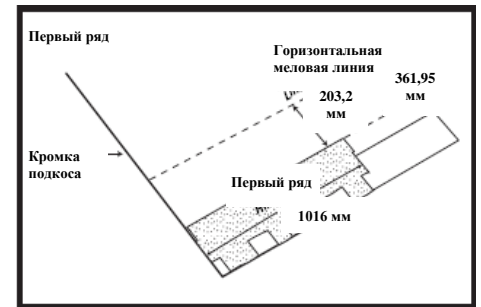 Первый ряд
Горизонтальная
меловая линия
361,95
мм
203,2
мм
Кромка
подкоса
Первый ряд
1016 мм